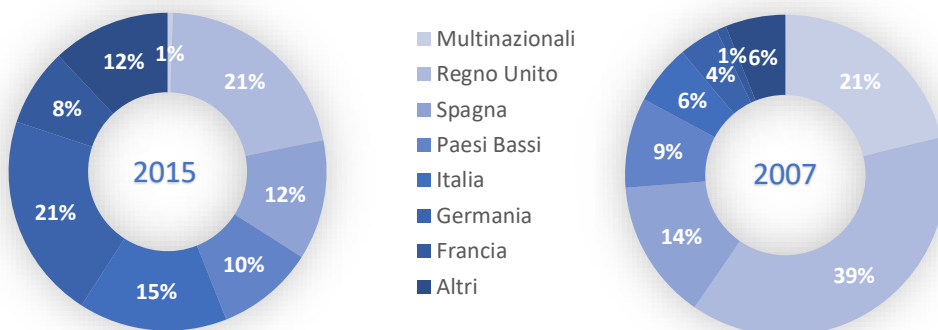 1%
21%
12%
10%
15%
21%
8%
12%
2015
Multinazionali
Regno Unito
Spagna
Paesi Bassi
Italia
Germania
Francia
Altri
21%
39%
14%
9%
6%
4%
1%
6%
2007